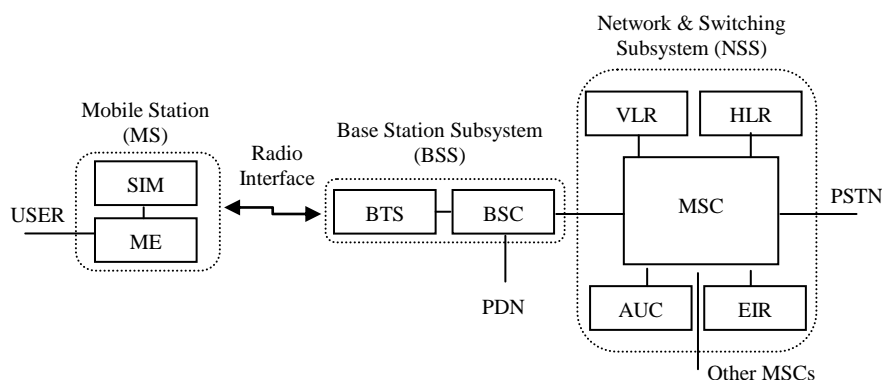 Network & Switching
Subsystem (NSS)
Mobile Station
(MS)
Base Station Subsystem
(BSS)
Radio
Interface
VLR
HLR
SIM
USER
ME
BTS
BSC
MSC
PSTN
PDN
AUC
EIR
Other MSCs